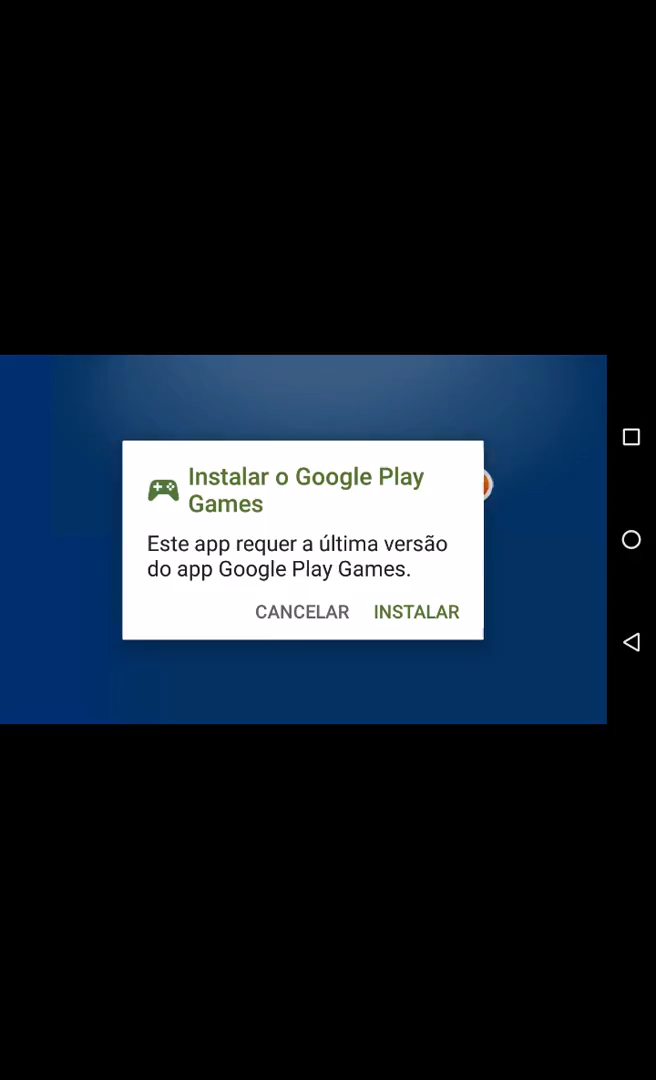 Instalar o Google Play
Games
Este app requer a última versão
do app Google Play Games.
CANCELAR INSTALAR